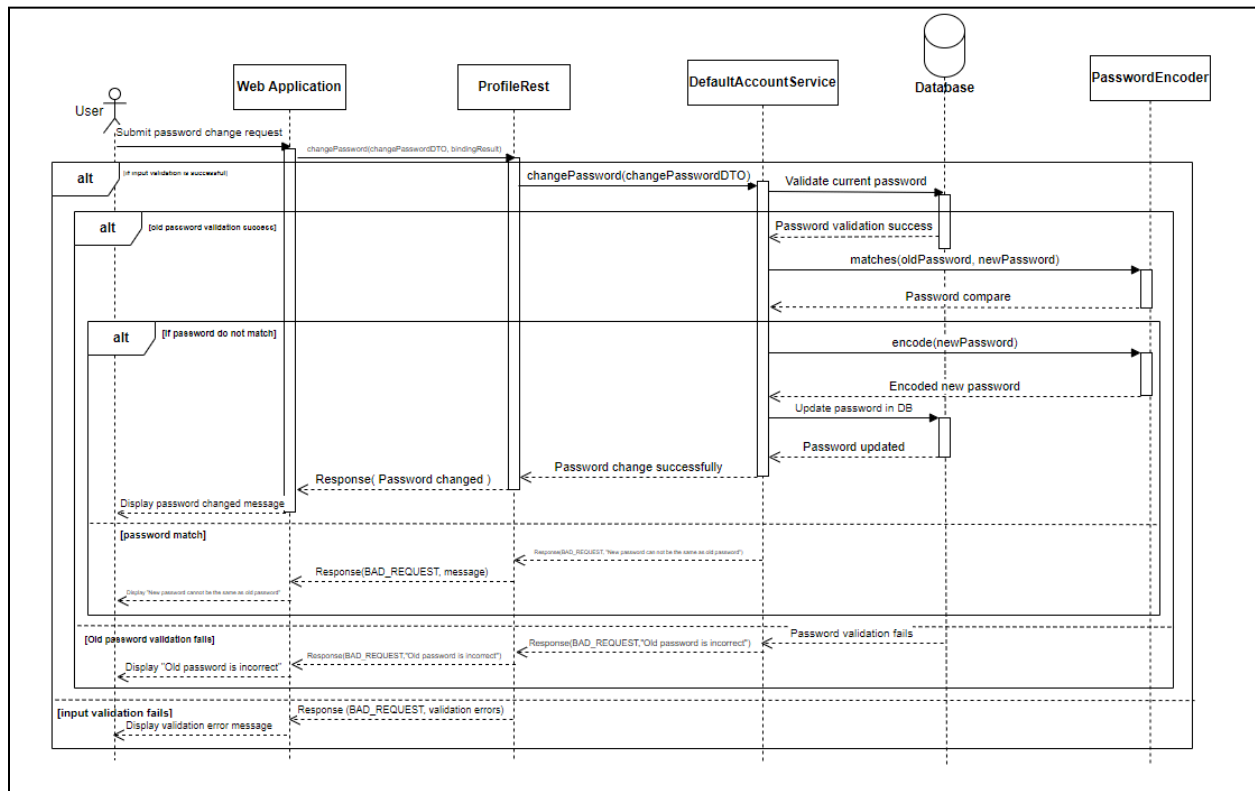 User
Web Application
ProfileRest
DefaultAccountService
Database
PasswordEncoder
Submit password change request
changePassword(changePasswordDTO, bindingResult)
alt
[if input validation is successful]
changePassword(changePasswordDTO)
Validate current password
alt
[old password validation success]
Password validation success
matches(oldPassword, newPassword)
Password compare
alt
[If password do not match]
encode(newPassword)
Encoded new password
Update password in DB
Password updated
Password change successfully
Response( Password changed )
Display password changed message
[password match]
Response(BAD_REQUEST, "New password can not be the same as old password")
Response(BAD_REQUEST, message)
Display "New password cannot be the same as old password"
[Old password validation fails]
Password validation fails
Response(BAD_REQUEST,"Old password is incorrect")
Response(BAD_REQUEST,"Old password is incorrect")
Display "Old password is incorrect"
[input validation fails]
Response (BAD_REQUEST, validation errors)
Display validation error message